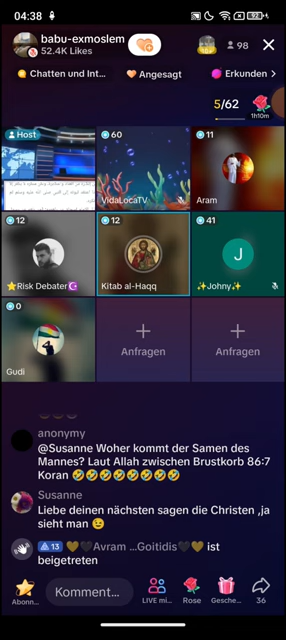 04:38
92
babu-exmoslem
52.4K Likes
98
Chatten und Int...
Angesagt
Erkunden
5/62
1h10m
Host
60
11
VidaLocaTV
Aram
12
12
41
J
⭐Risk Debater☪
Kitab al-Haqq
✨Johny✨
0
Gudi
Anfragen
Anfragen
anonymy
@Susanne Woher kommt der Samen des
Mannes? Laut Allah zwischen Brustkorb 86:7
Koran 🤣🤣🤣🤣🤣🤣🤣🤣
Susanne
Liebe deinen nächsten sagen die Christen ,ja
sieht man 😉
13 🤎🖤Avram ...Goitidis🖤🤎 ist
beigetreten
Abonn...
Komment...
LIVE mi...
Rose
Gesche...
36